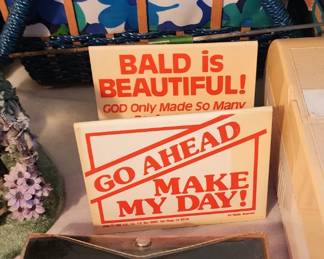 BALD is
BEAUTIFUL!
GOD Only Made So Many
GO AHEAD
MAKE
MY DAY!